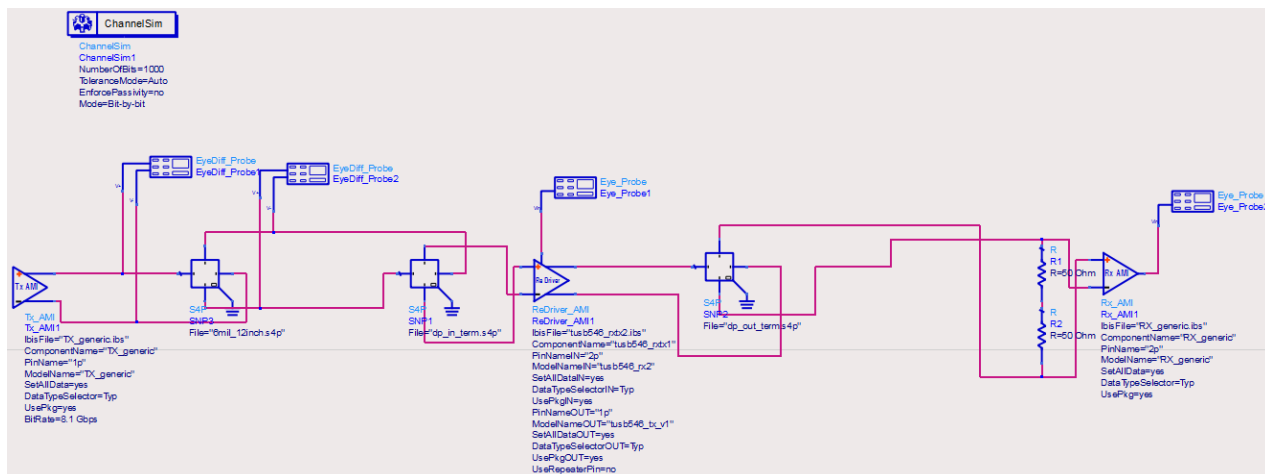 ChannelSim
ChannelSim
ChannelSim1
NumberOfBits=1000
ToleranceMode=Auto
EnforcePassivity=no
Mode=Bit-by-bit
EyeDiff_Probe
EyeDiff_Probe1
EyeDiff_Probe
EyeDiff_Probe2
Eye_Probe
Eye_Probe1
Eye_Probe
Tx AMI
Tx_AMI
Tx_AMI1
IbisFile="TX_generic.ibs"
ComponentName="TX_generic"
PinName="1p"
ModelName="TX_generic"
SetAllData=yes
DataTypeSelector=Typ
UsePkg=yes
BitRate=8.1 Gbps
S4P
SNP3
File="6mil_12inch.s4p"
S4P
SNP1
File="dp_in_term.s4p"
Re Driver
ReDriver_AMI
ReDriver_AMI1
IbisFile="tusb546_rxtx2.ibs"
ComponentName="tusb546_rxtx1"
PinNameIN="2p"
ModelNameIN="tusb546_rx2"
SetAllDataIN=yes
DataTypeSelectorIN=Typ
UsePkgIN=yes
PinNameOUT="1p"
ModelNameOUT="tusb546_tx_v1"
SetAllDataOUT=yes
DataTypeSelectorOUT=Typ
UsePkgOUT=yes
UseRepeaterPin=no
S4P
SNP2
File="dp_out_term.s4p"
R
R1
R=50 Ohm
R
R2
R=50 Ohm
Rx AMI
Rx_AMI
Rx_AMI1
IbisFile="RX_generic.ibs"
ComponentName="RX_generic"
PinName="2p"
ModelName="RX_generic"
SetAllData=yes
DataTypeSelector=Typ
UsePkg=yes